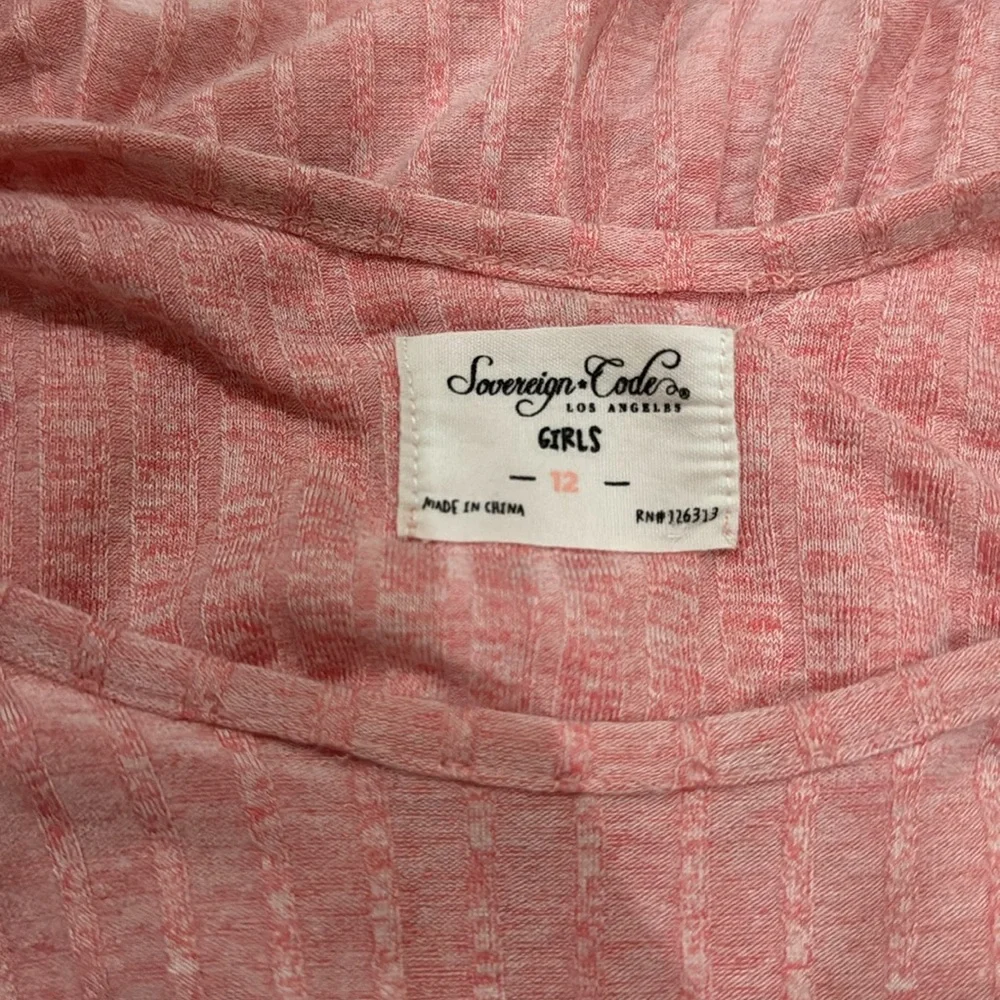 Sovereign★Code®
LOS ANGELES
GIRLS
— 12 —
MADE IN CHINA RN#126313